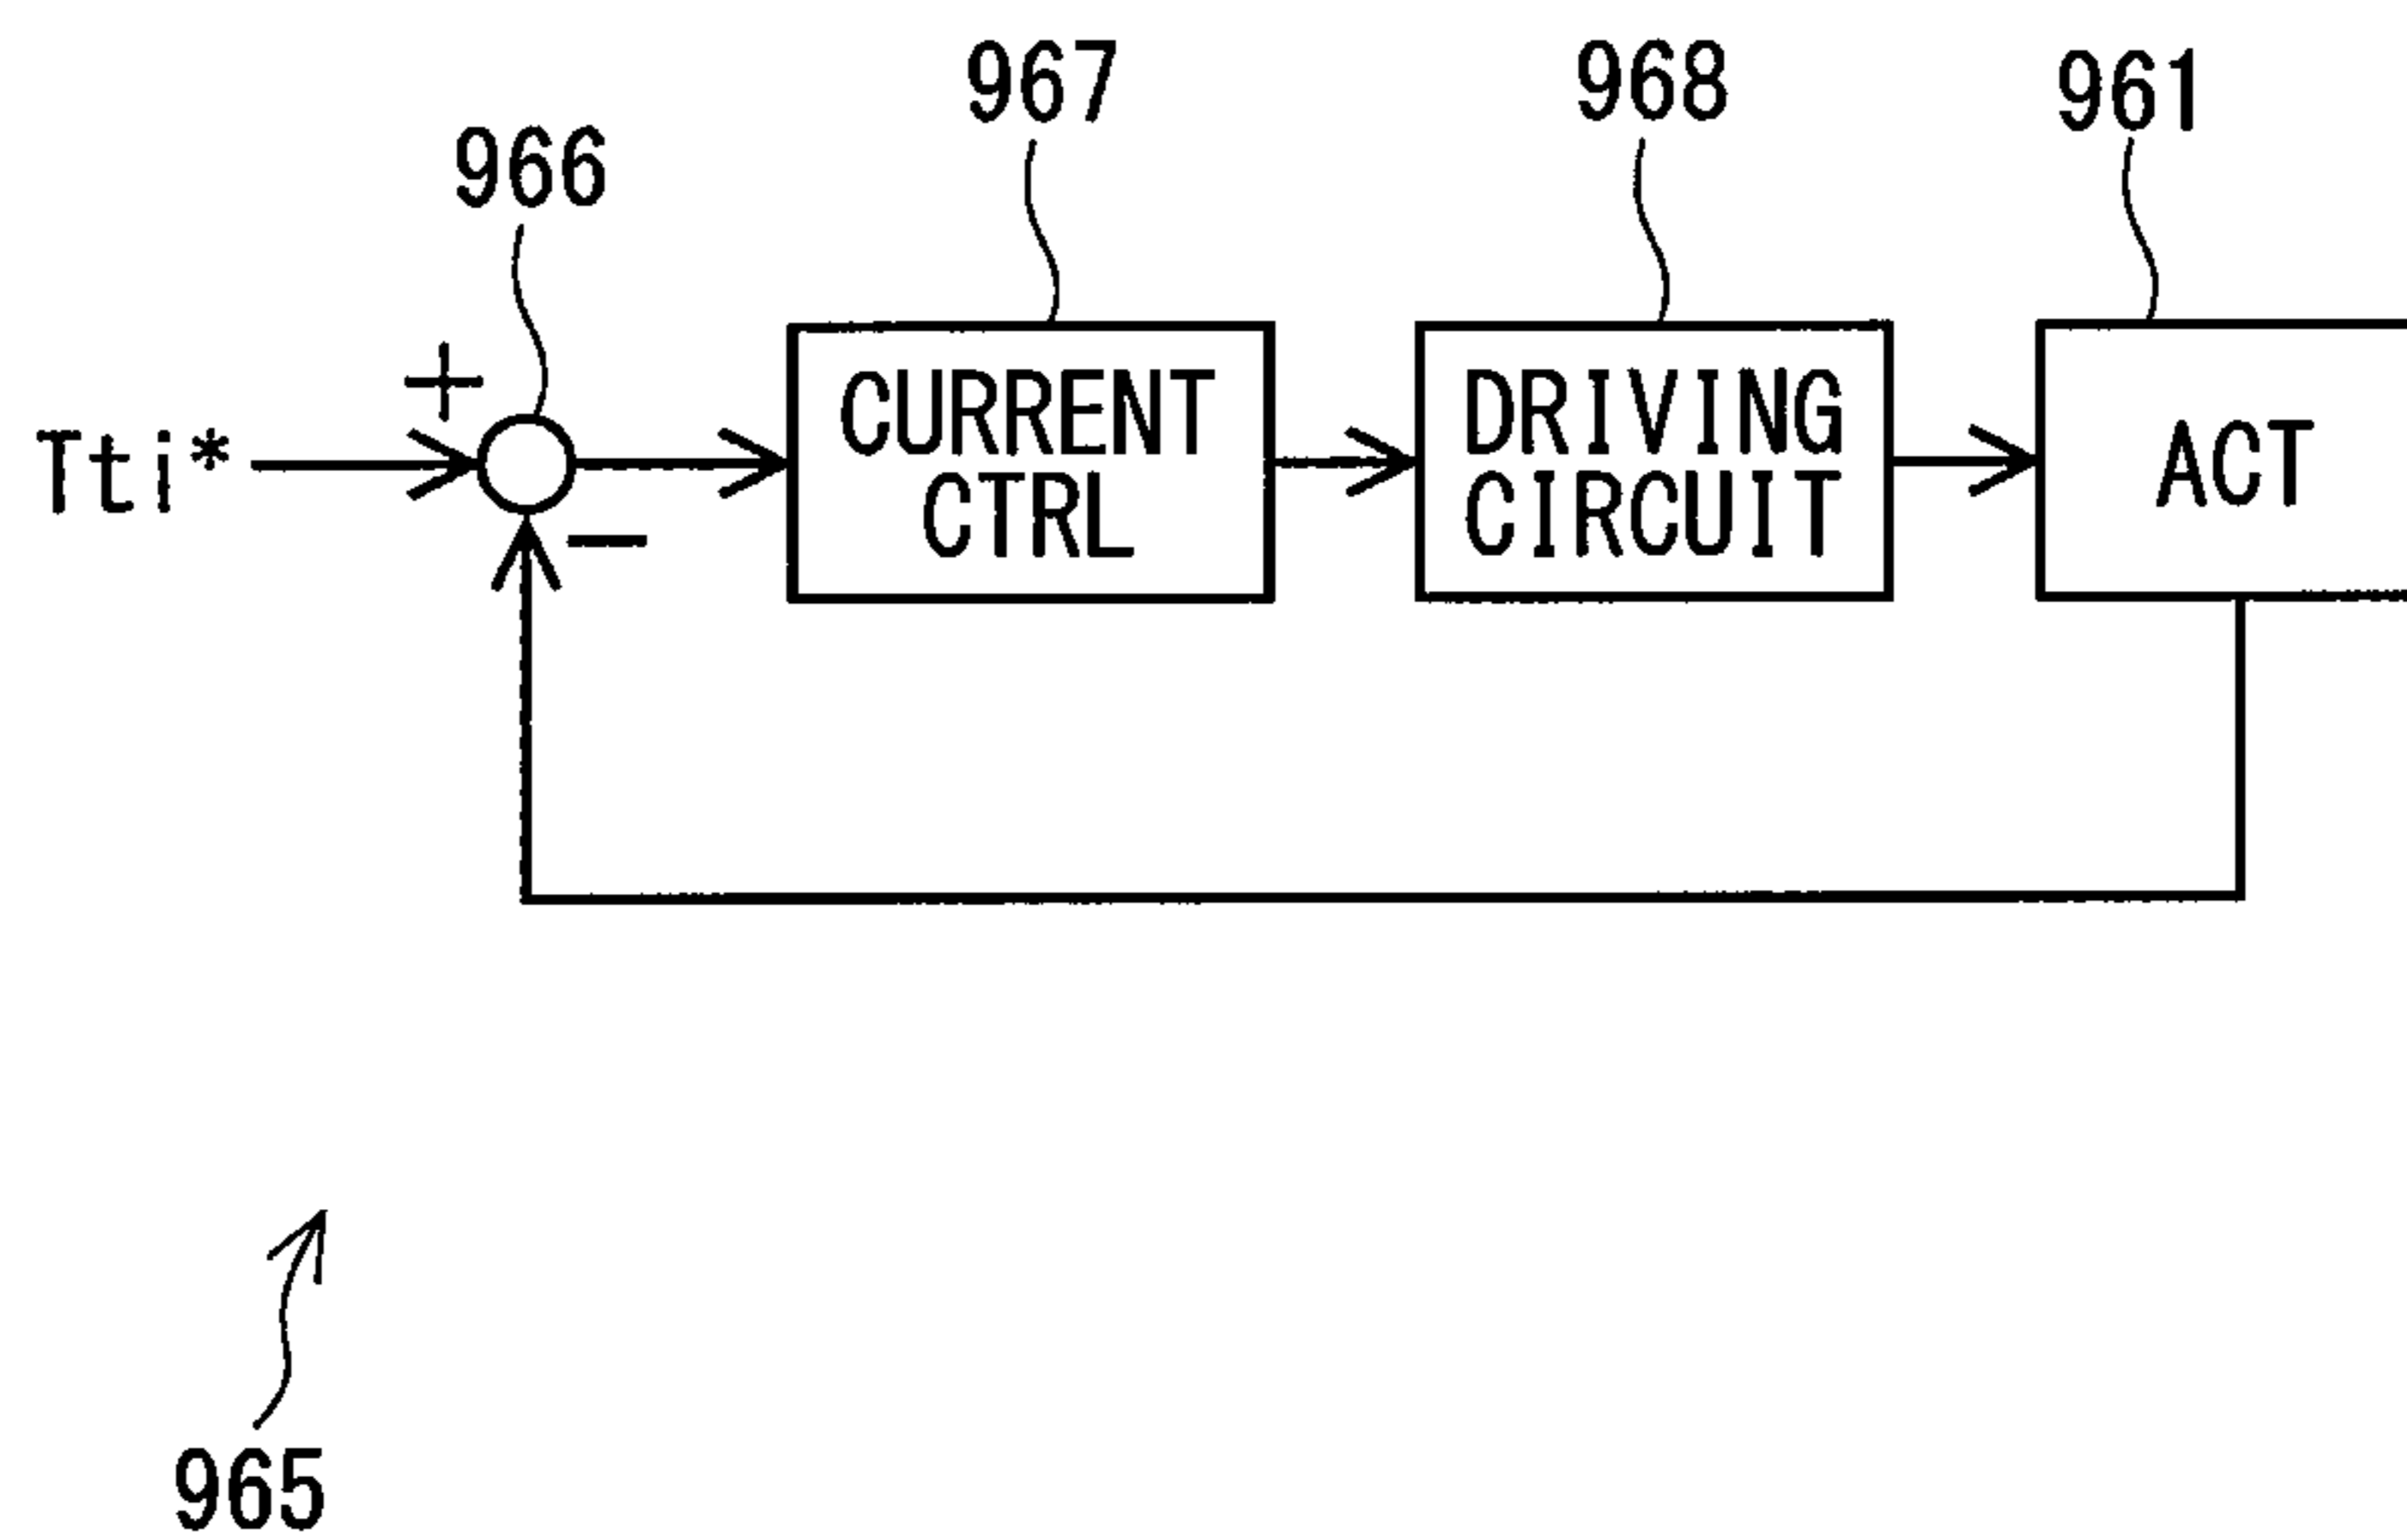 967
968
961
966
+
Tti*
CURRENT
CTRL
DRIVING
CIRCUIT
ACT
−
965